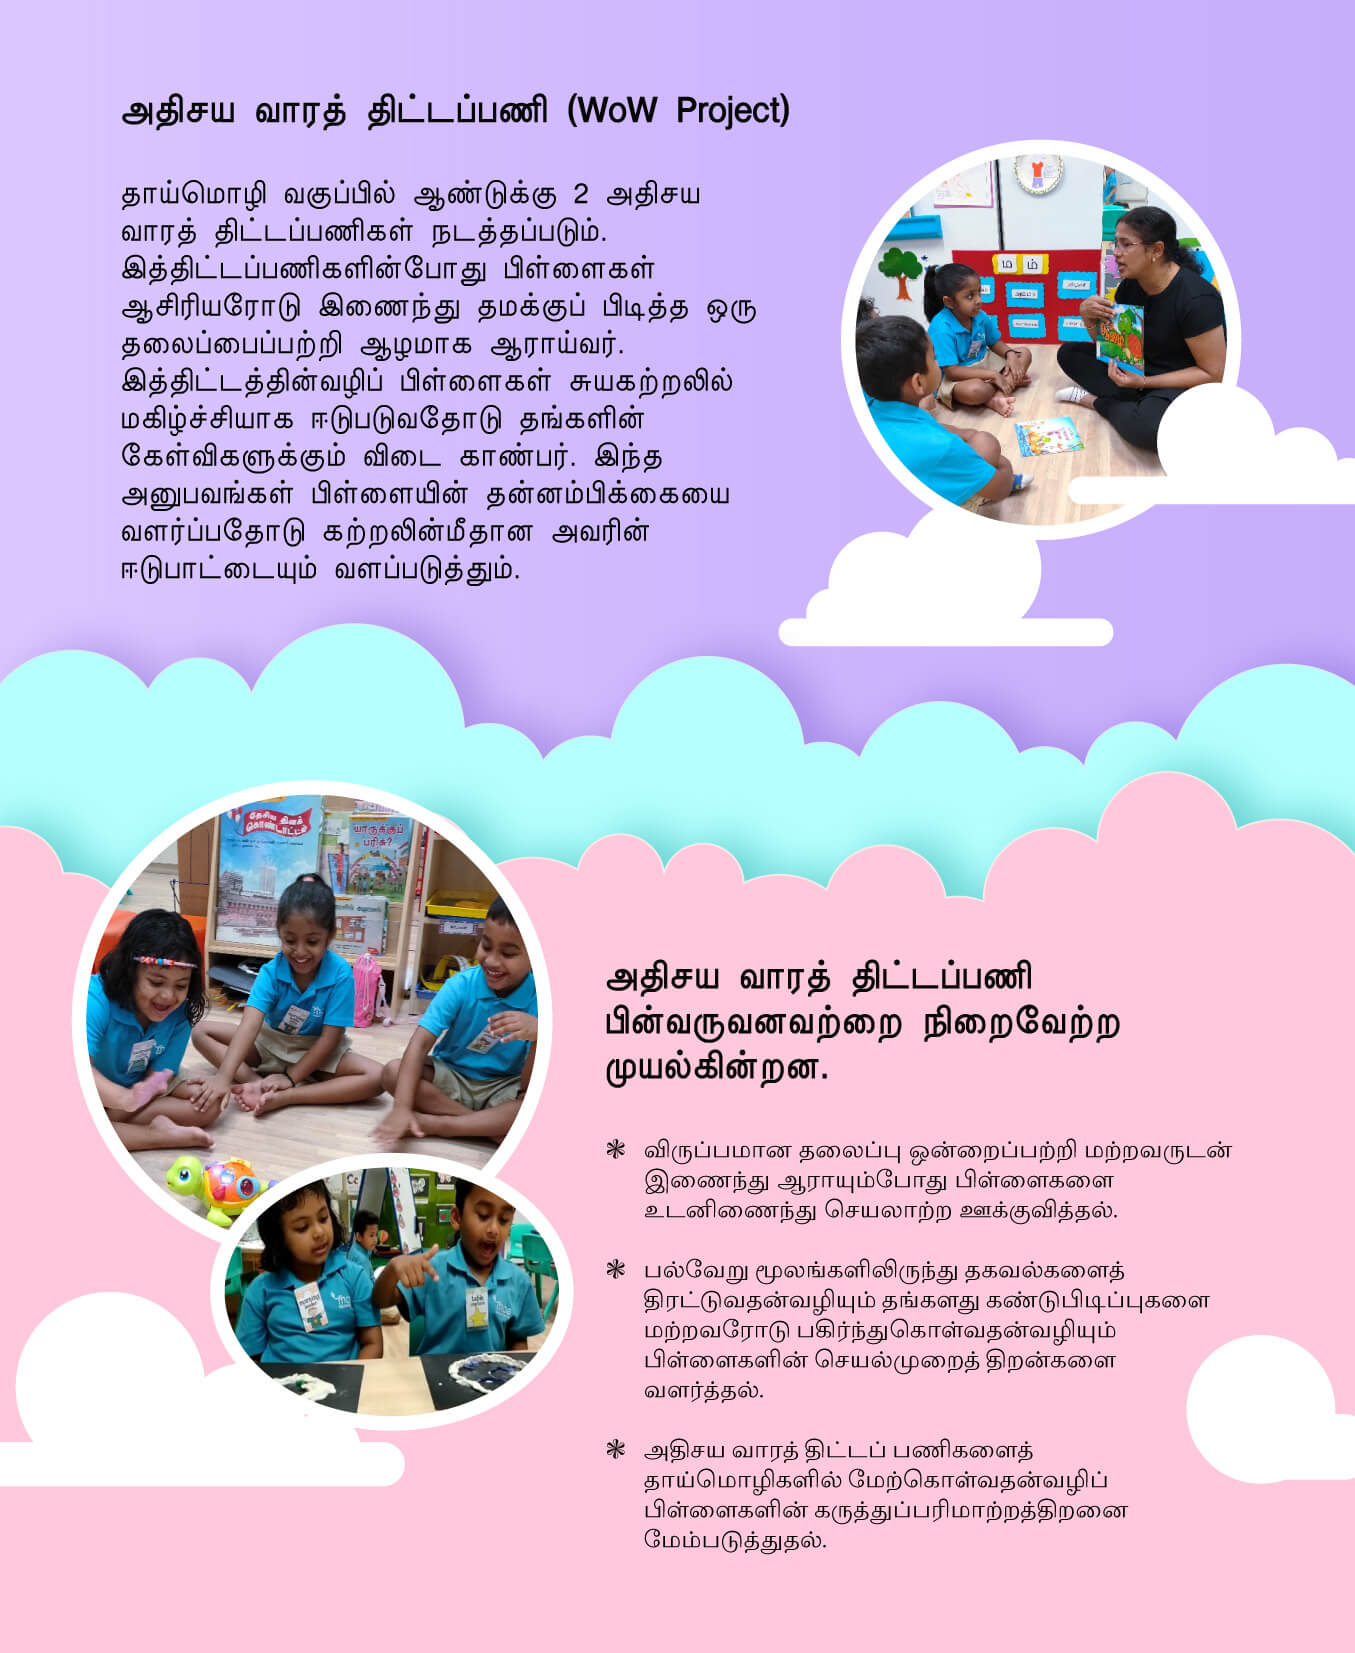 அதிசய வாரத் திட்டப்பணி (WoW Project)
தாய்மொழி வகுப்பில் ஆண்டுக்கு 2 அதிசய
வாரத் திட்டப்பணிகள் நடத்தப்படும்.
இத்திட்டப்பணிகளின்போது பிள்ளைகள்
ஆசிரியரோடு இணைந்து தமக்குப் பிடித்த ஒரு
தலைப்பைப்பற்றி ஆழமாக ஆராய்வர்.
இத்திட்டத்தின்வழிப் பிள்ளைகள் சுயகற்றலில்
மகிழ்ச்சியாக ஈடுபடுவதோடு தங்களின்
கேள்விகளுக்கும் விடை காண்பர். இந்த
அனுபவங்கள் பிள்ளையின் தன்னம்பிக்கையை
வளர்ப்பதோடு கற்றலின்மீதான அவரின்
ஈடுபாட்டையும் வளப்படுத்தும்.
ம ம்
தேசிய தினக்
கொண்டாட்டம்
யாருக்குப்
பரிசு?
அதிசய வாரத் திட்டப்பணி
பின்வருவனவற்றை நிறைவேற்ற
முயல்கின்றன.
❃ விருப்பமான தலைப்பு ஒன்றைப்பற்றி மற்றவருடன்
இணைந்து ஆராயும்போது பிள்ளைகளை
உடனிணைந்து செயலாற்ற ஊக்குவித்தல்.
❃ பல்வேறு மூலங்களிலிருந்து தகவல்களைத்
திரட்டுவதன்வழியும் தங்களது கண்டுபிடிப்புகளை
மற்றவரோடு பகிர்ந்துகொள்வதன்வழியும்
பிள்ளைகளின் செயல்முறைத் திறன்களை
வளர்த்தல்.
❃ அதிசய வாரத் திட்டப் பணிகளைத்
தாய்மொழிகளில் மேற்கொள்வதன்வழிப்
பிள்ளைகளின் கருத்துப்பரிமாற்றத்திறனை
மேம்படுத்துதல்.